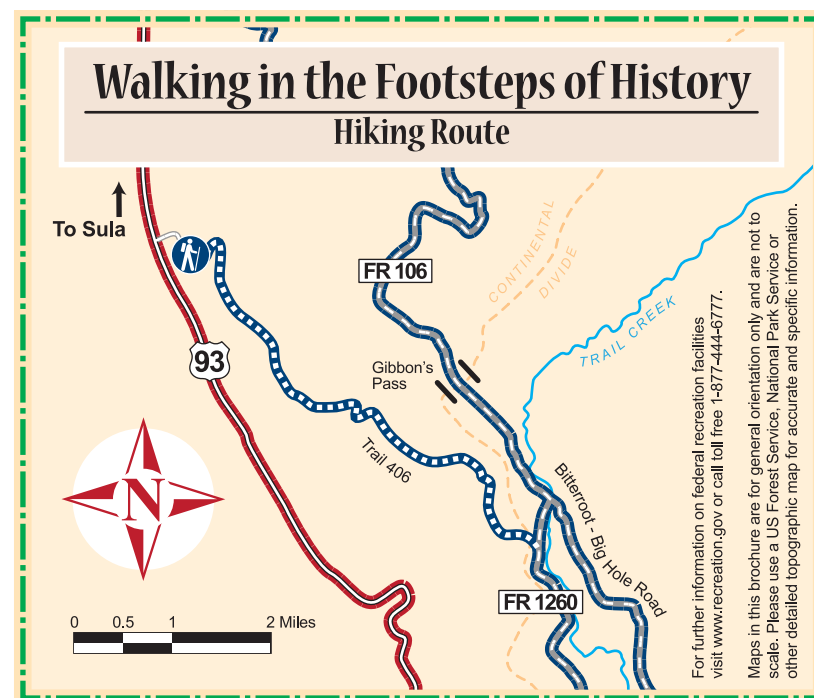 Walking in the Footsteps of History
Hiking Route
To Sula
FR 106
CONTINENTAL
DIVIDE
TRAIL CREEK
93
Gibbon's
Pass
Trail 406
N
Bitterroot - Big Hole Road
FR 1260
0 0.5 1 2 Miles
For further information on federal recreation facilities
visit www.recreation.gov or call toll free 1-877-444-6777.
Maps in this brochure are for general orientation only and are not to
scale. Please use a US Forest Service, National Park Service or
other detailed topographic map for accurate and specific information.